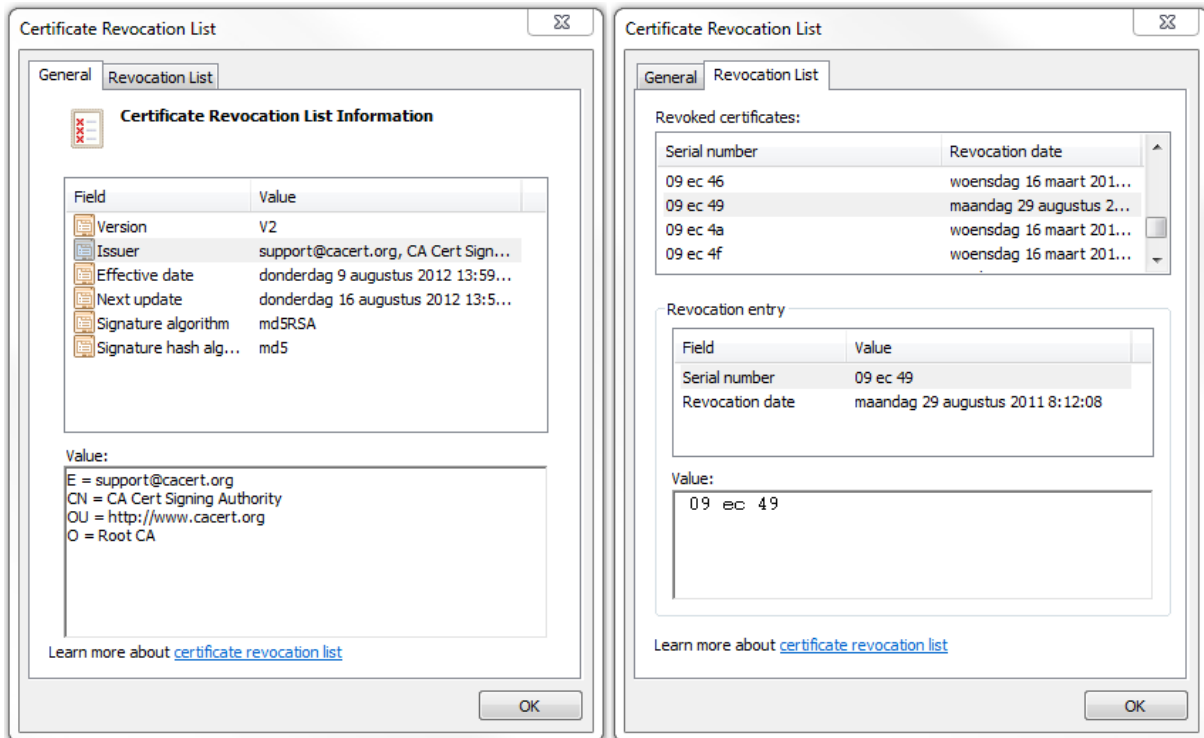 Certificate Revocation List
General Revocation List
Certificate Revocation List Information
Field Value
Version V2
Issuer support@cacert.org, CA Cert Sign...
Effective date donderdag 9 augustus 2012 13:59...
Next update donderdag 16 augustus 2012 13:5...
Signature algorithm md5RSA
Signature hash alg... md5
Value:
E = support@cacert.org
CN = CA Cert Signing Authority
OU = http://www.cacert.org
O = Root CA
Learn more about certificate revocation list
OK
Certificate Revocation List
General Revocation List
Revoked certificates:
Serial number Revocation date
09 ec 46 woensdag 16 maart 201...
09 ec 49 maandag 29 augustus 2...
09 ec 4a woensdag 16 maart 201...
09 ec 4f woensdag 16 maart 201...
Revocation entry
Field Value
Serial number 09 ec 49
Revocation date maandag 29 augustus 2011 8:12:08
Value:
09 ec 49
Learn more about certificate revocation list
OK